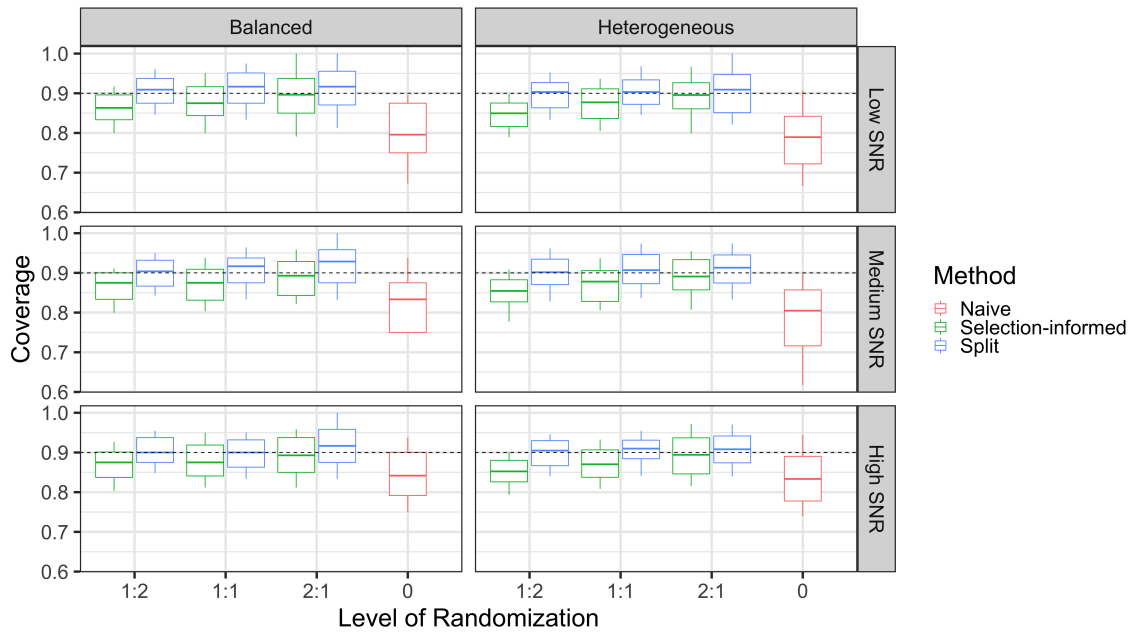 Balanced
Heterogeneous
1.0
0.9
0.8
0.7
0.6
Low SNR
1.0
0.9
0.8
0.7
0.6
Medium SNR
1.0
0.9
0.8
0.7
0.6
High SNR
Coverage
1:2 1:1 2:1 0
1:2 1:1 2:1 0
Level of Randomization
Method
Naive
Selection-informed
Split